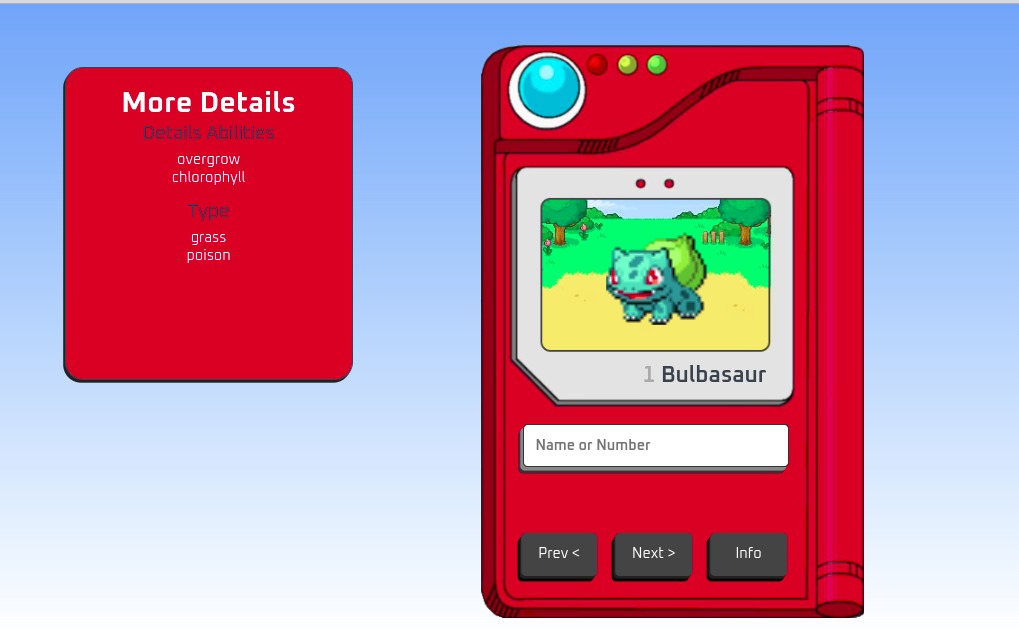 More Details
Details Abilities
overgrow
chlorophyll
Type
grass
poison
1 Bulbasaur
Name or Number
Prev <
Next >
Info